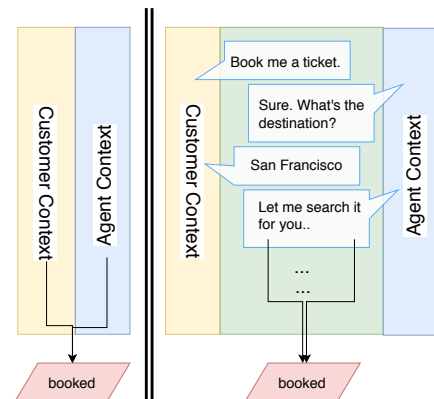 Customer Context
Agent Context
booked
Book me a ticket.
Sure. What's the
destination?
San Francisco
Let me search it
for you..
...
...
Customer Context
Agent Context
booked